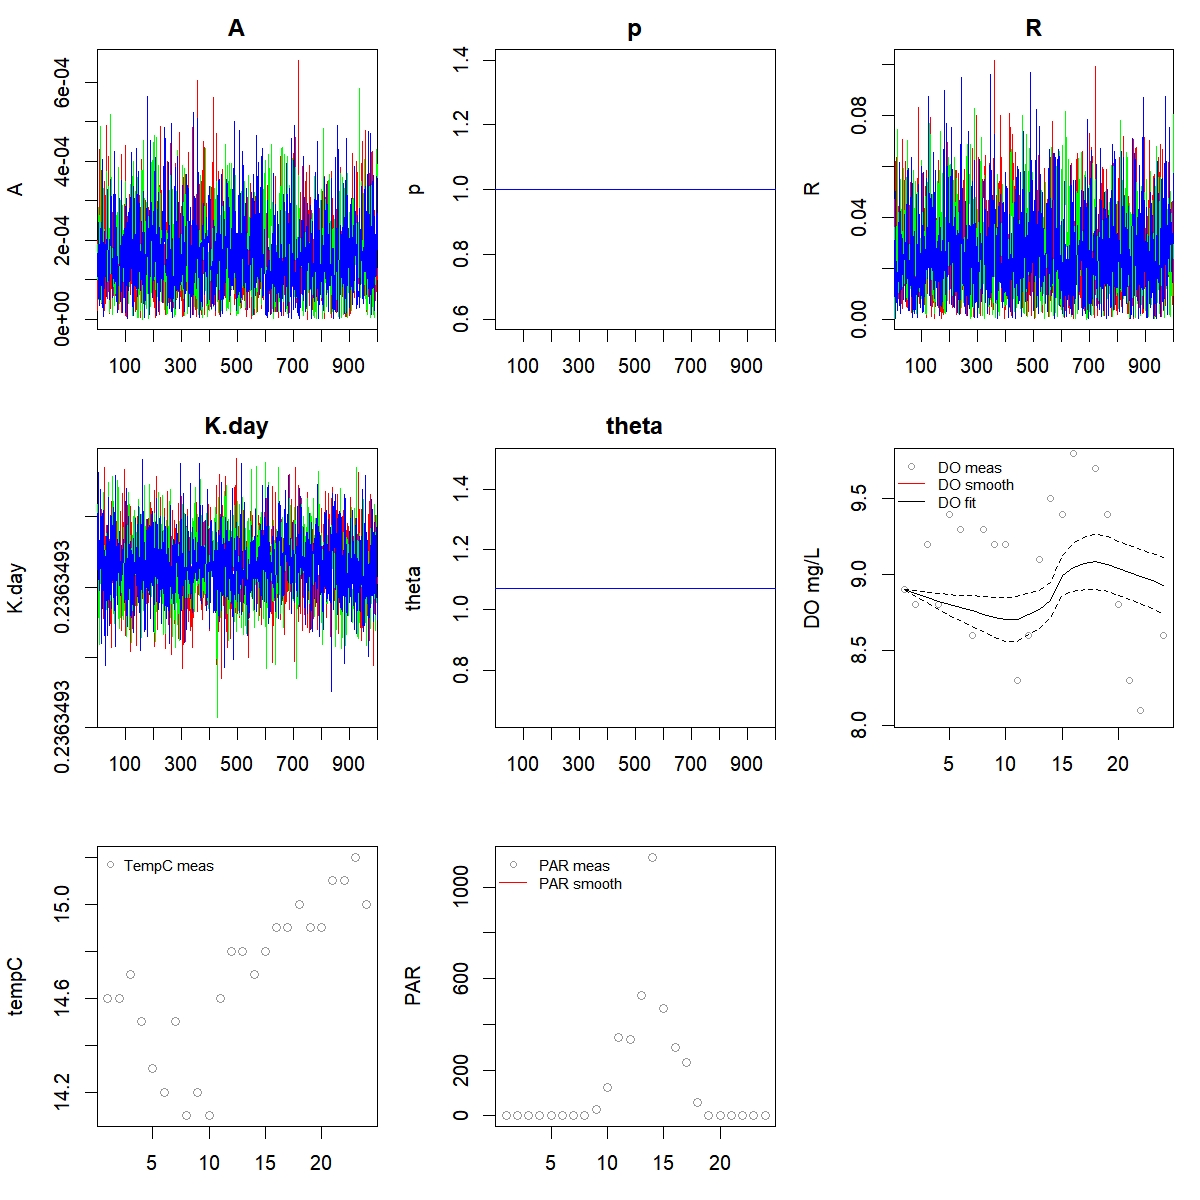 A
A
0e+00 2e-04 4e-04 6e-04
100 300 500 700 900
p
p
0.6 0.8 1.0 1.2 1.4
100 300 500 700 900
R
R
0.00 0.04 0.08
100 300 500 700 900
K.day
K.day
0.2363493 0.2363493
100 300 500 700 900
theta
theta
0.8 1.0 1.2 1.4
100 300 500 700 900
DO mg/L
8.0 8.5 9.0 9.5
DO meas
DO smooth
DO fit
5 10 15 20
tempC
14.2 14.6 15.0
TempC meas
5 10 15 20
PAR
0 200 600 1000
PAR meas
PAR smooth
5 10 15 20